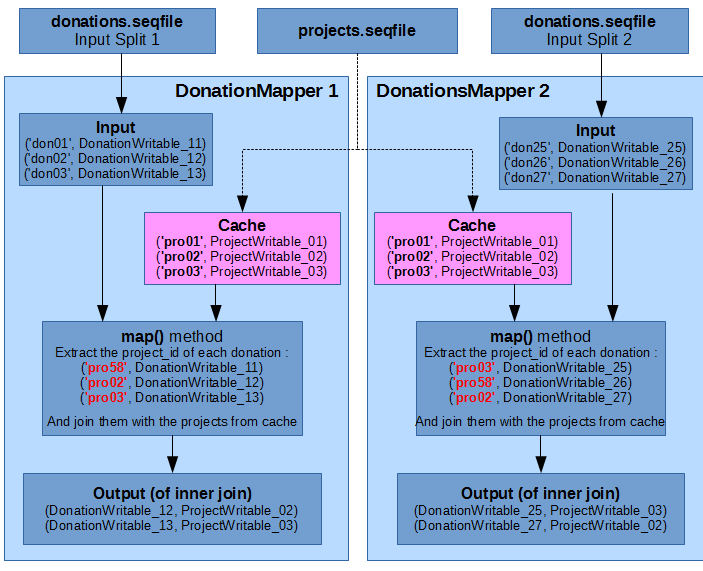 donations.seqfile
Input Split 1
projects.seqfile
donations.seqfile
Input Split 2
DonationMapper 1
Input
('don01', DonationWritable_11)
('don02', DonationWritable_12)
('don03', DonationWritable_13)
Cache
('pro01', ProjectWritable_01)
('pro02', ProjectWritable_02)
('pro03', ProjectWritable_03)
map() method
Extract the project_id of each donation :
('pro58', DonationWritable_11)
('pro02', DonationWritable_12)
('pro03', DonationWritable_13)
And join them with the projects from cache
Output (of inner join)
(DonationWritable_12, ProjectWritable_02)
(DonationWritable_13, ProjectWritable_03)
DonationsMapper 2
Input
('don25', DonationWritable_25)
('don26', DonationWritable_26)
('don27', DonationWritable_27)
Cache
('pro01', ProjectWritable_01)
('pro02', ProjectWritable_02)
('pro03', ProjectWritable_03)
map() method
Extract the project_id of each donation :
('pro03', DonationWritable_25)
('pro58', DonationWritable_26)
('pro02', DonationWritable_27)
And join them with the projects from cache
Output (of inner join)
(DonationWritable_25, ProjectWritable_03)
(DonationWritable_27, ProjectWritable_02)